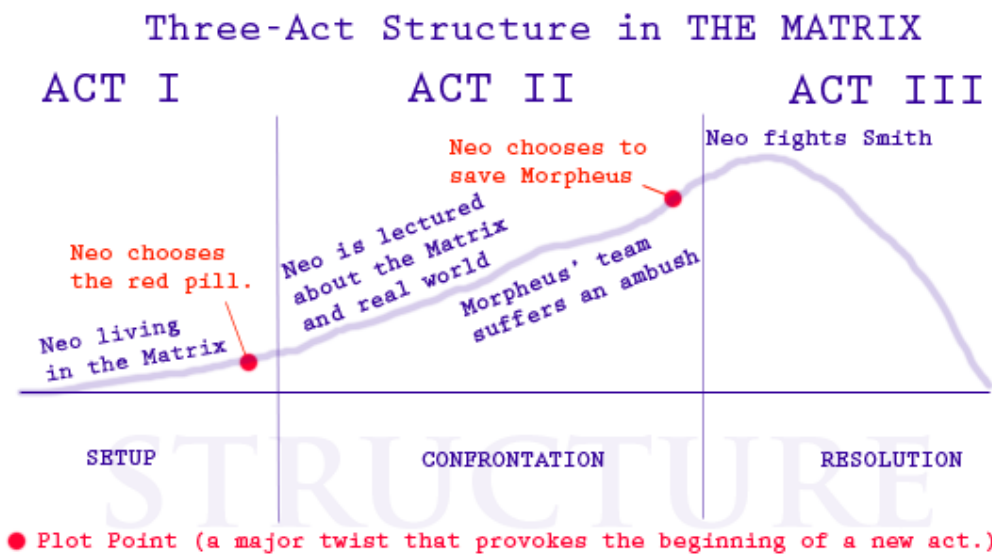 Three-Act Structure in THE MATRIX
ACT I
ACT II
ACT III
Neo fights Smith
Neo chooses to
save Morpheus
Neo is lectured
about the Matrix
and real world
Neo chooses
the red pill.
Morpheus' team
suffers an ambush
Neo living
in the Matrix
STRUCTURE
SETUP
CONFRONTATION
RESOLUTION
Plot Point (a major twist that provokes the beginning of a new act.)